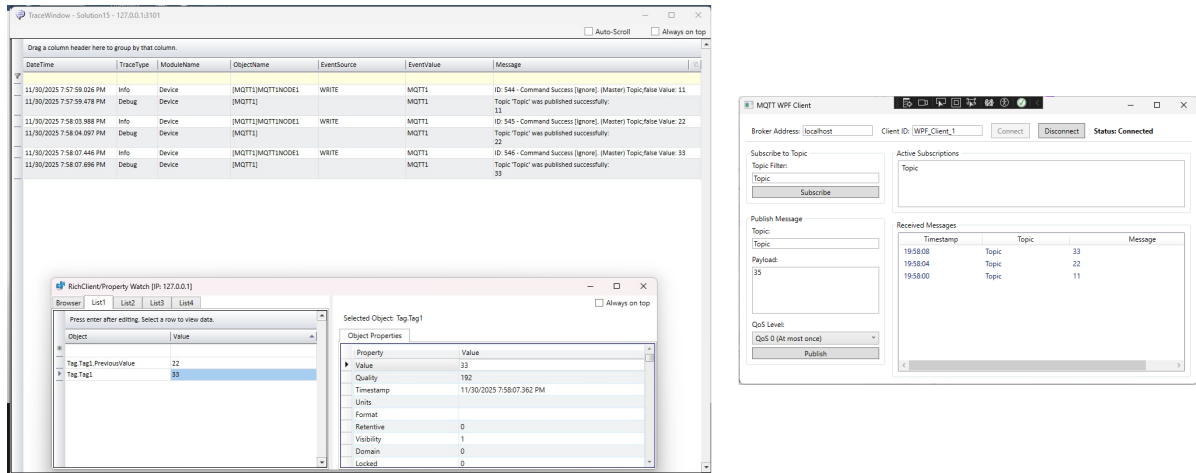 TraceWindow - Solution15 - 127.0.0.1:3101
Auto-Scroll Always on top
Drag a column header here to group by that column.
DateTime TraceType ModuleName ObjectName EventSource EventValue Message
11/30/2025 7:57:59.026 PM Info Device [MQTT1]MQTT1NODE1 WRITE MQTT1 ID: 544 - Command Success [Ignore]. (Master) Topic;false Value: 11
11/30/2025 7:57:59.478 PM Debug Device [MQTT1] MQTT1 Topic 'Topic' was published successfully:
11
11/30/2025 7:58:03.988 PM Info Device [MQTT1]MQTT1NODE1 WRITE MQTT1 ID: 545 - Command Success [Ignore]. (Master) Topic;false Value: 22
11/30/2025 7:58:04.097 PM Debug Device [MQTT1] MQTT1 Topic 'Topic' was published successfully:
22
11/30/2025 7:58:07.446 PM Info Device [MQTT1]MQTT1NODE1 WRITE MQTT1 ID: 546 - Command Success [Ignore]. (Master) Topic;false Value: 33
11/30/2025 7:58:07.696 PM Debug Device [MQTT1] MQTT1 Topic 'Topic' was published successfully:
33
RichClient/Property Watch [IP: 127.0.0.1]
Browser List1 List2 List3 List4
Always on top
Press enter after editing. Select a row to view data.
Object Value
Tag.Tag1.PreviousValue 22
Tag.Tag1 33
Selected Object: Tag.Tag1
Object Properties
Property Value
Value 33
Quality 192
Timestamp 11/30/2025 7:58:07.362 PM
Units
Format
Retentive 0
Visibility 1
Domain 0
Locked 0
MQTT WPF Client
Broker Address: localhost Client ID: WPF_Client_1 Connect Disconnect Status: Connected
Subscribe to Topic
Topic Filter:
Topic
Subscribe
Active Subscriptions
Topic
Publish Message
Topic:
Topic
Payload:
35
QoS Level:
QoS 0 (At most once)
Publish
Received Messages
Timestamp Topic Message
19:58:08 Topic 33
19:58:04 Topic 22
19:58:00 Topic 11